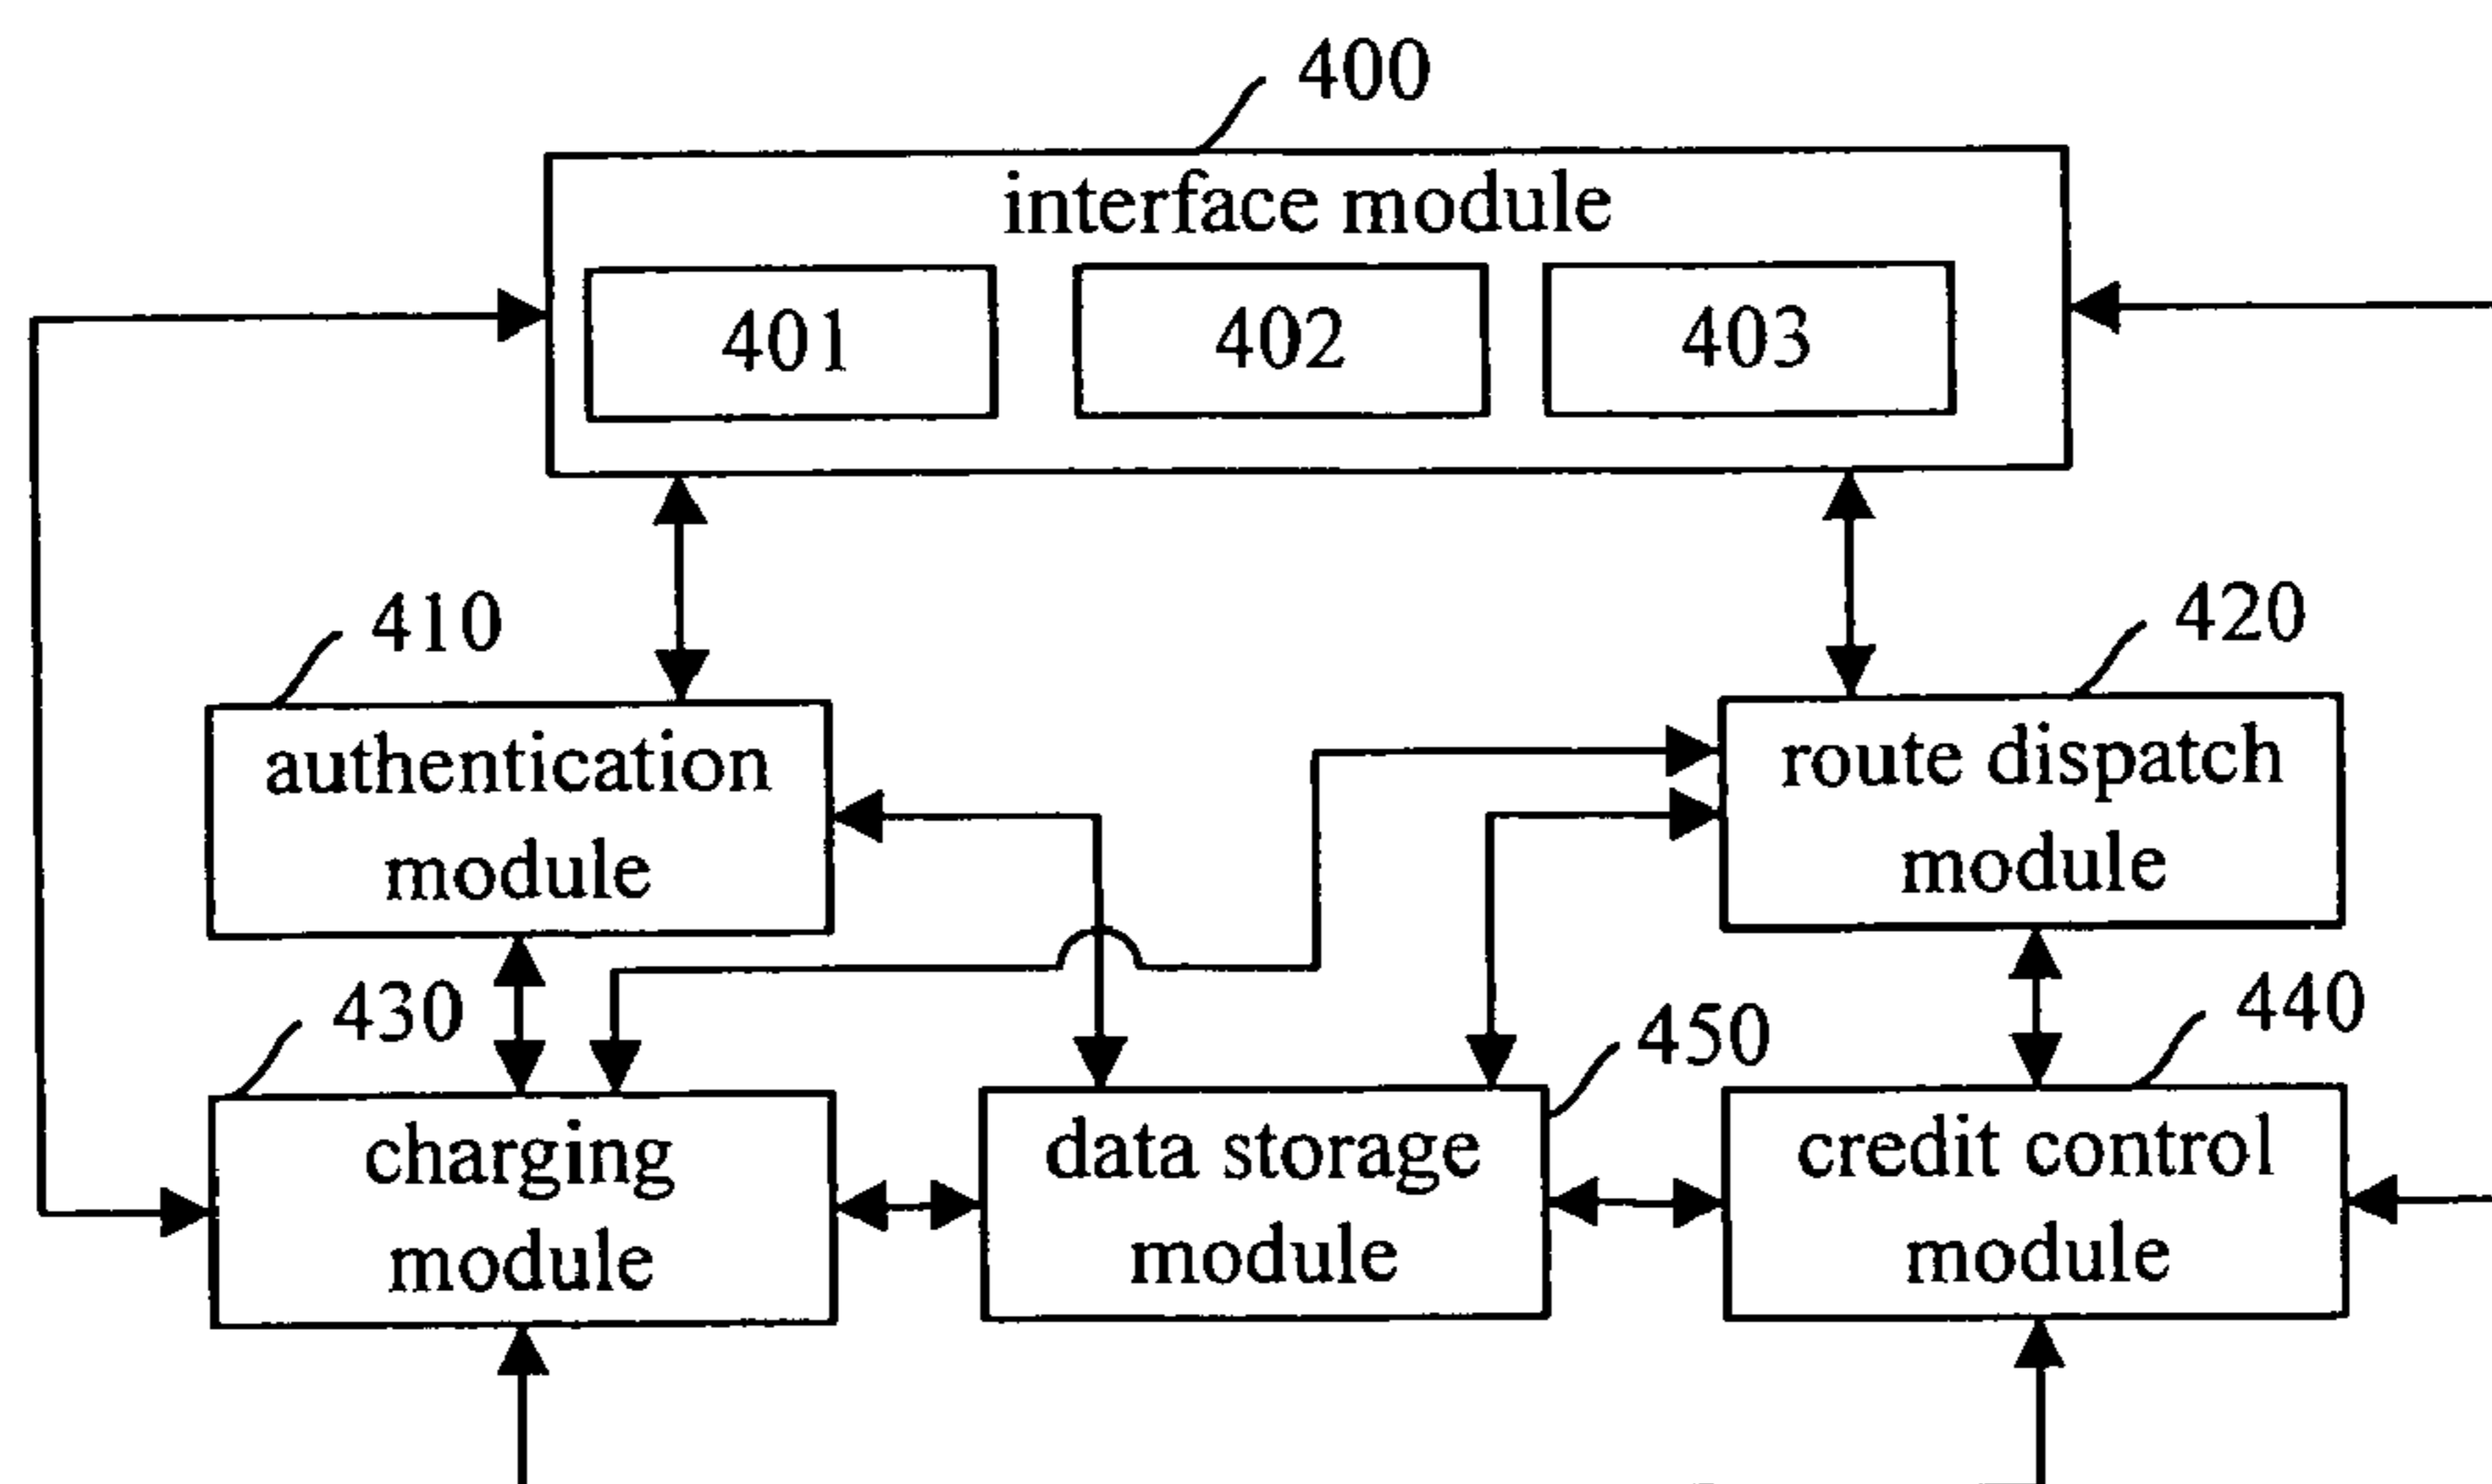 400
interface module
401
402
403
410
420
authentication
module
route dispatch
module
430
450
440
charging
module
data storage
module
credit control
module